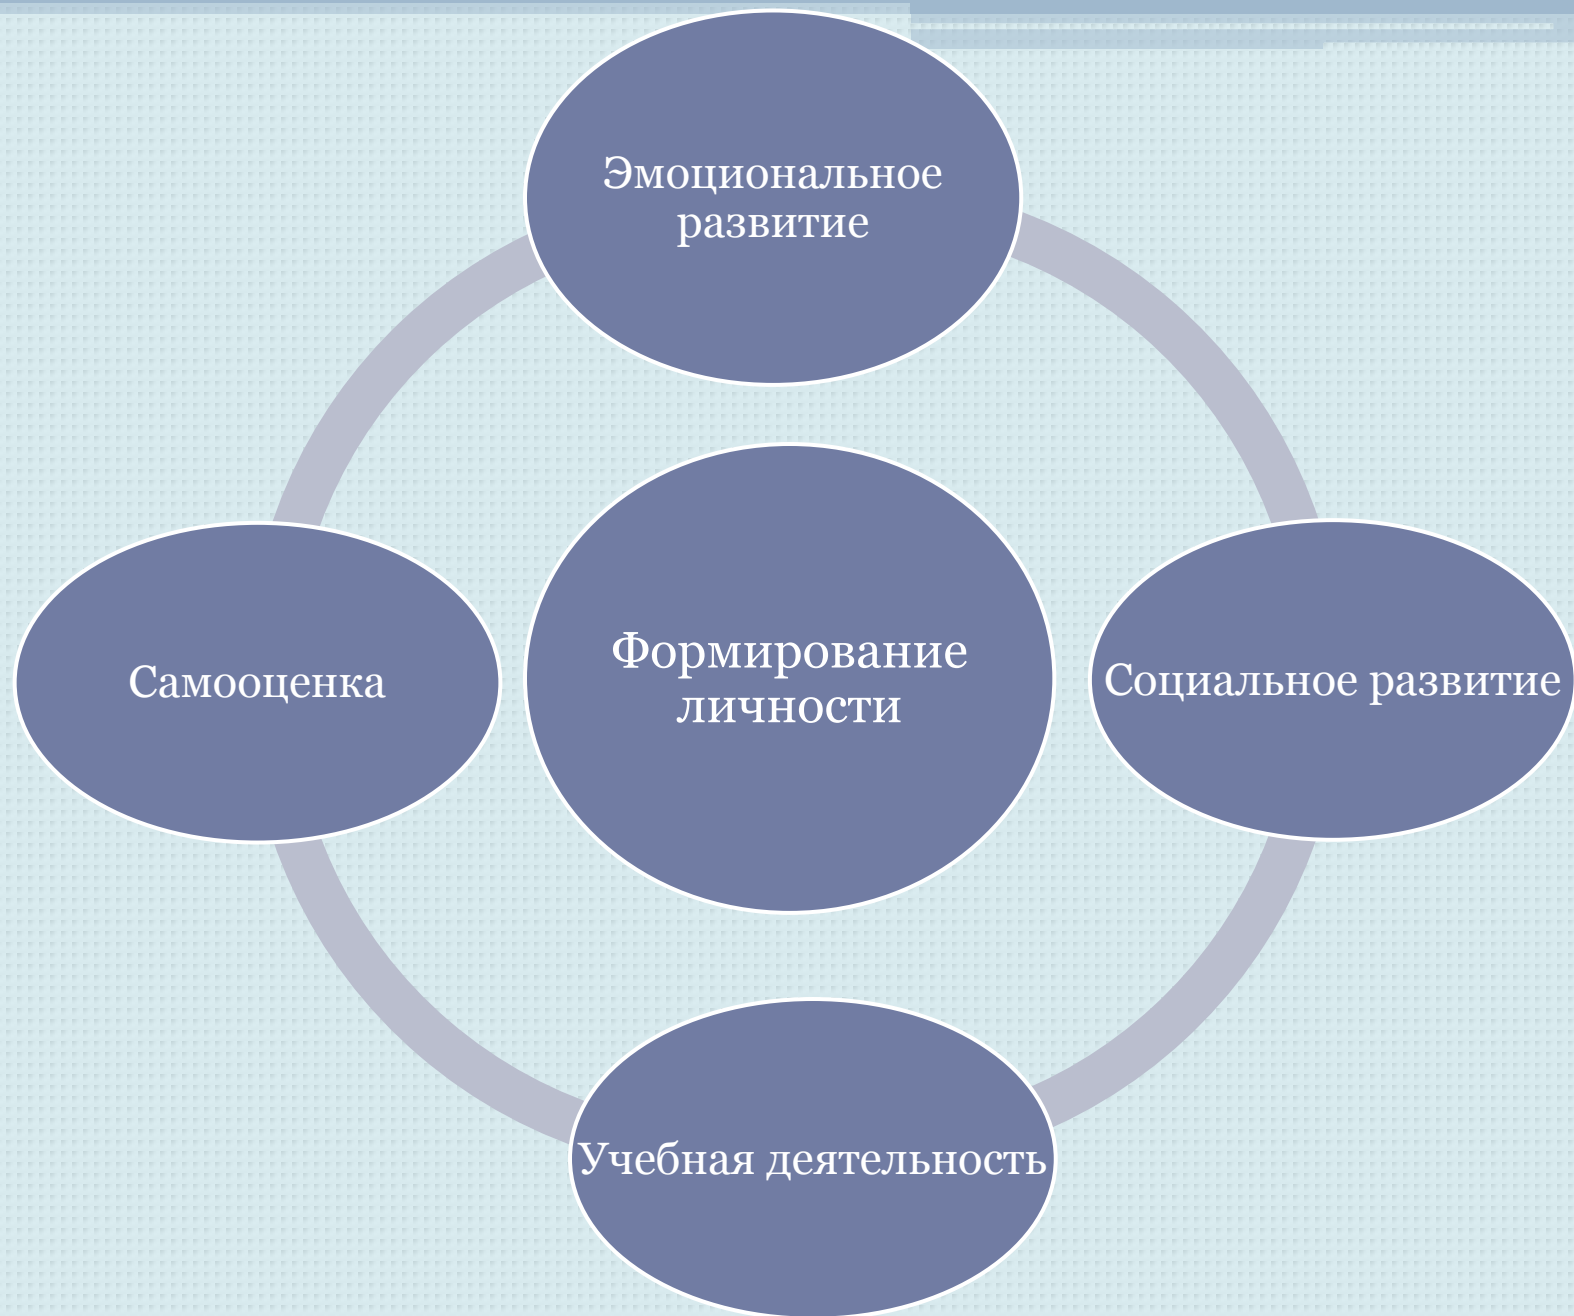 Эмоциональное
развитие
Формирование
личности
Самооценка
Социальное развитие
Учебная деятельность